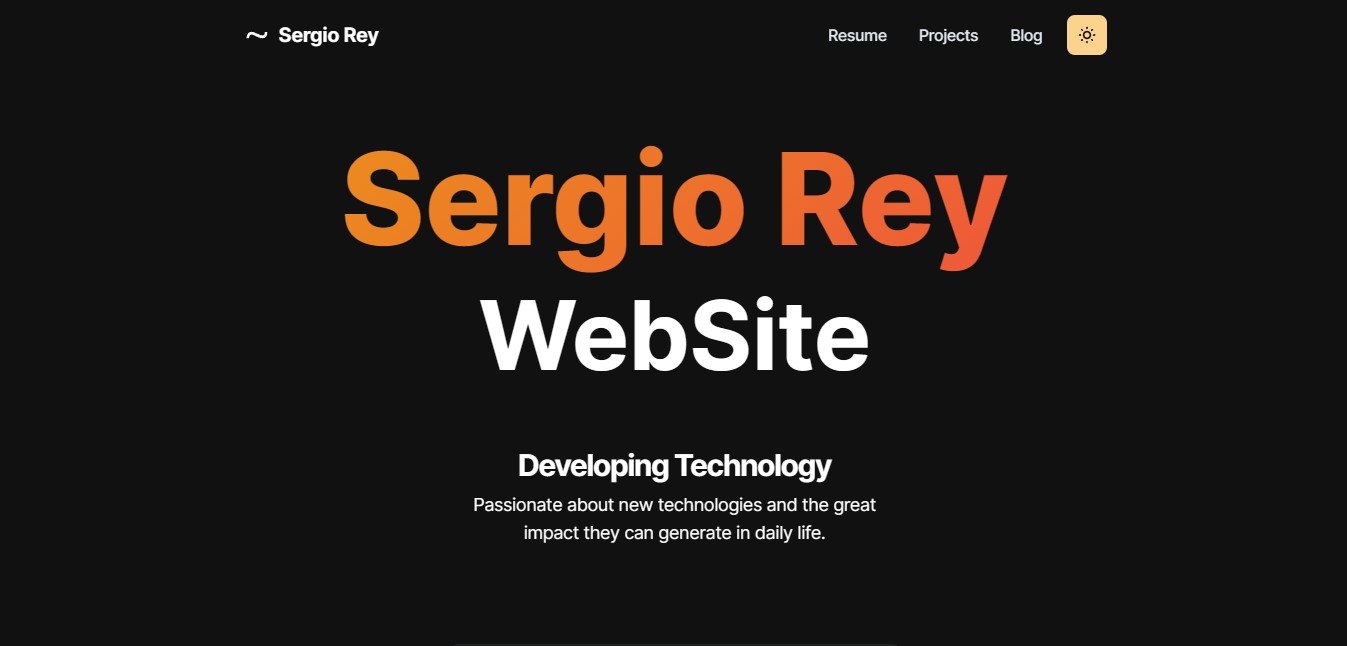 ~ Sergio Rey
Resume Projects Blog
Sergio Rey
WebSite
Developing Technology
Passionate about new technologies and the great
impact they can generate in daily life.